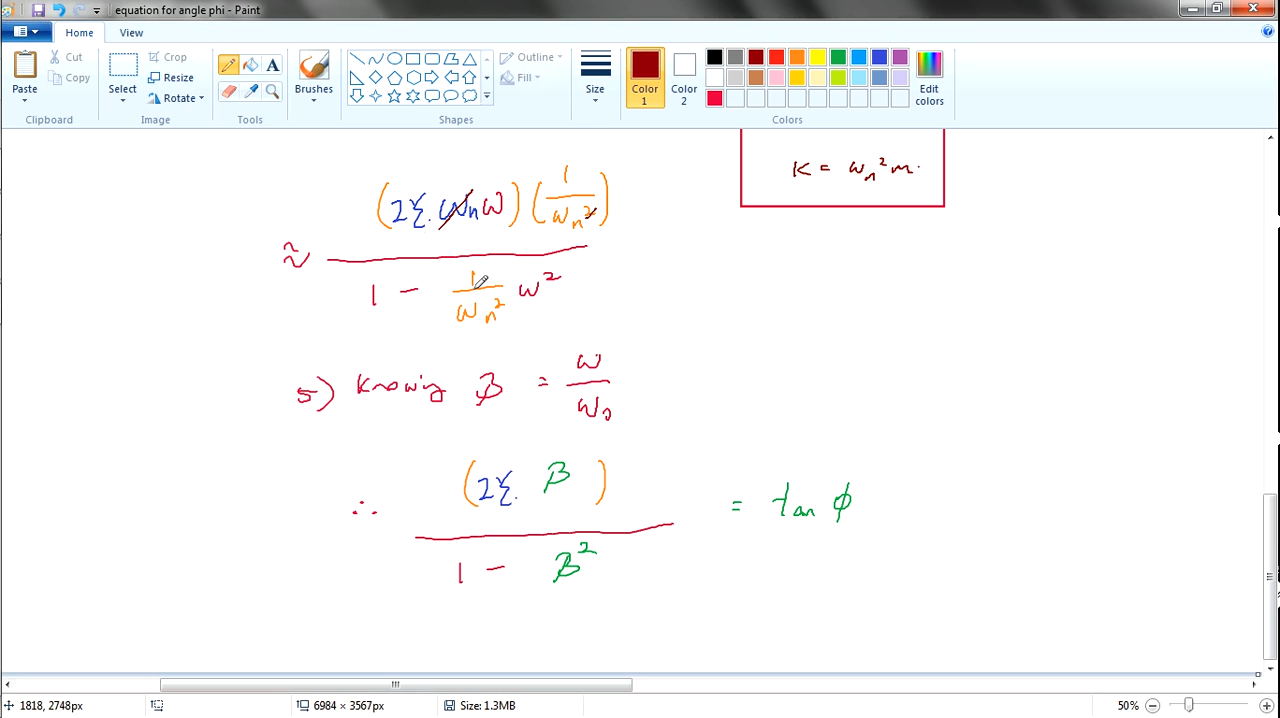 equation for angle phi - Paint
Home View
Paste
Cut
Copy
Clipboard
Select
Crop
Resize
Rotate
Image
Tools
Brushes
Outline
Fill
Shapes
Size
Color 1
Color 2
Edit colors
Colors
K = ωn²m.
(2ξ. ωn ω) (1/ωn²)
≈
1 - 1/ωn² ω²
5) Knowing β = ω/ωn
∴ (2ξ. β) / 1 - β² = tan φ
1818, 2748px
6984 × 3567px
Size: 1.3MB
50%